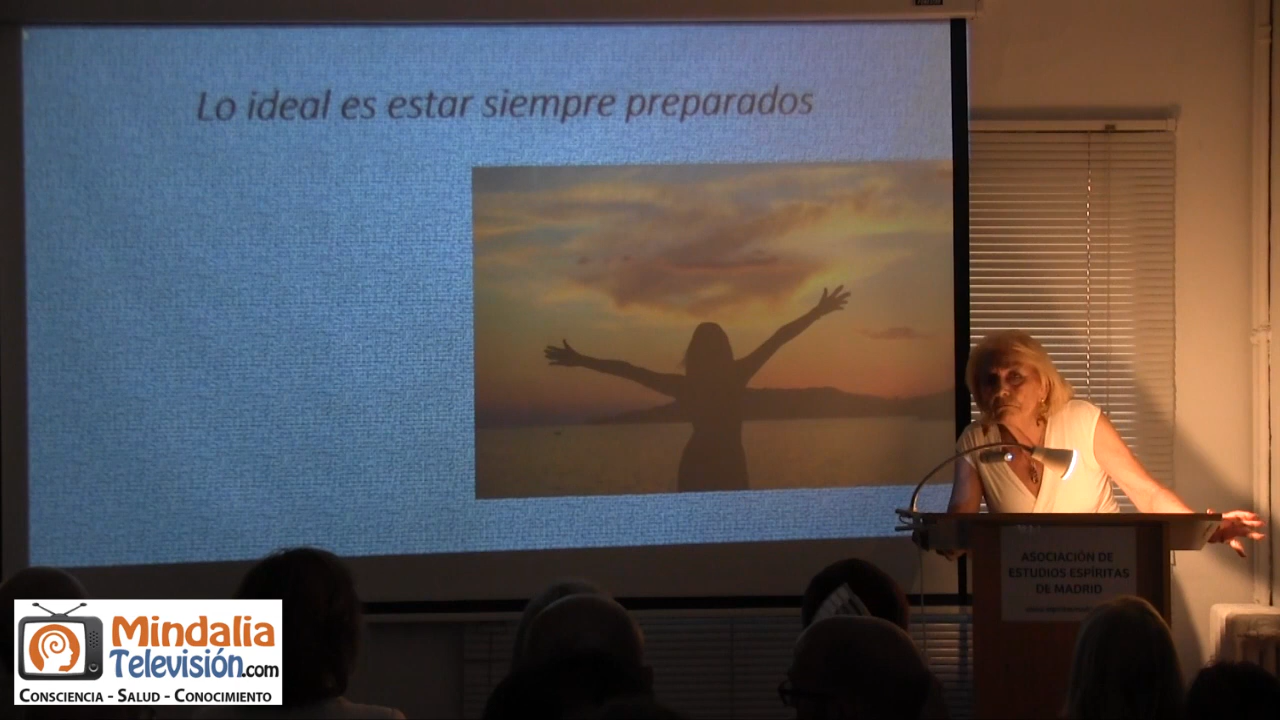 Lo ideal es estar siempre preparados
ASOCIACIÓN DE
ESTUDIOS ESPÍRITAS
DE MADRID
Mindalia
Televisión.com
CONSCIENCIA - SALUD - CONOCIMIENTO